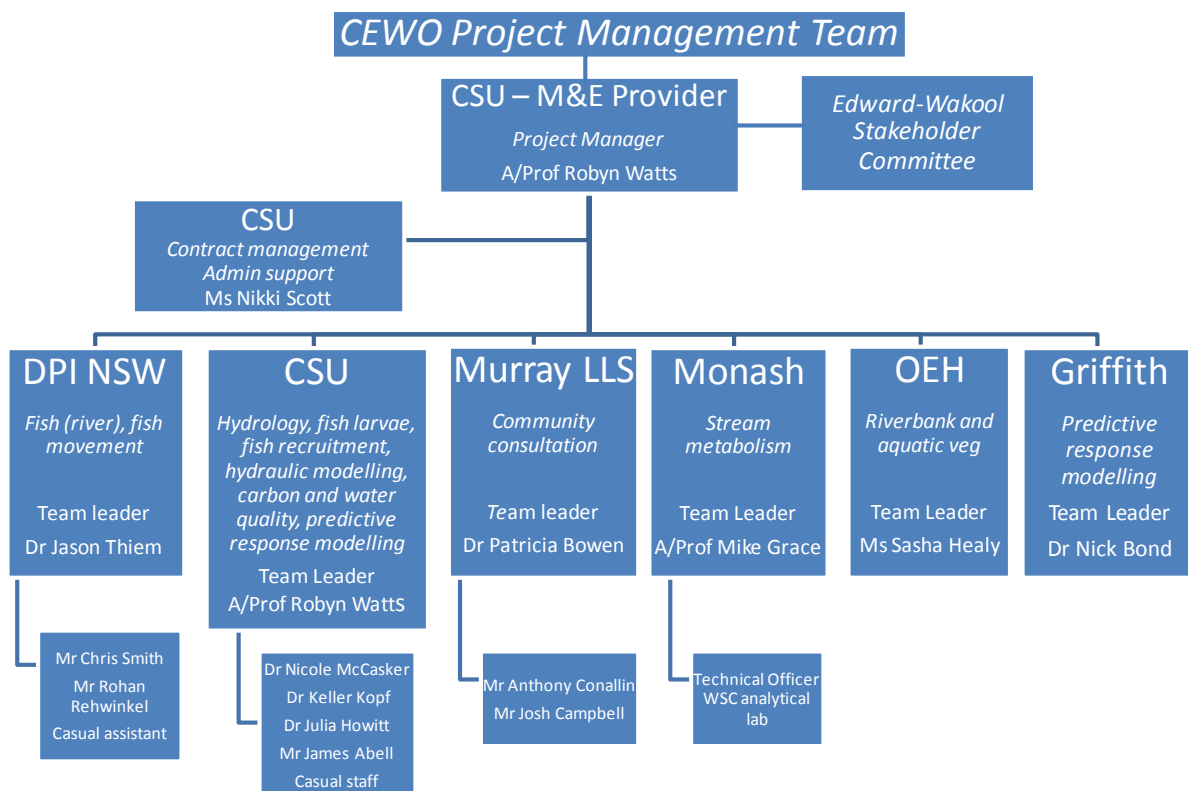 CEWO Project Management Team
CSU – M&E Provider
Project Manager
A/Prof Robyn Watts
Edward-Wakool
Stakeholder
Committee
CSU
Contract management
Admin support
Ms Nikki Scott
DPI NSW
Fish (river), fish
movement
Team leader
Dr Jason Thiem
CSU
Hydrology, fish larvae,
fish recruitment,
hydraulic modelling,
carbon and water
quality, predictive
response modelling
Team Leader
A/Prof Robyn Watts
Murray LLS
Community
consultation
Team leader
Dr Patricia Bowen
Monash
Stream
metabolism
Team Leader
A/Prof Mike Grace
OEH
Riverbank and
aquatic veg
Team Leader
Ms Sasha Healy
Griffith
Predictive
response
modelling
Team Leader
Dr Nick Bond
Mr Chris Smith
Mr Rohan
Rehwinkel
Casual assistant
Dr Nicole McCasker
Dr Keller Kopf
Dr Julia Howitt
Mr James Abell
Casual staff
Mr Anthony Conallin
Mr Josh Campbell
Technical Officer
WSC analytical
lab